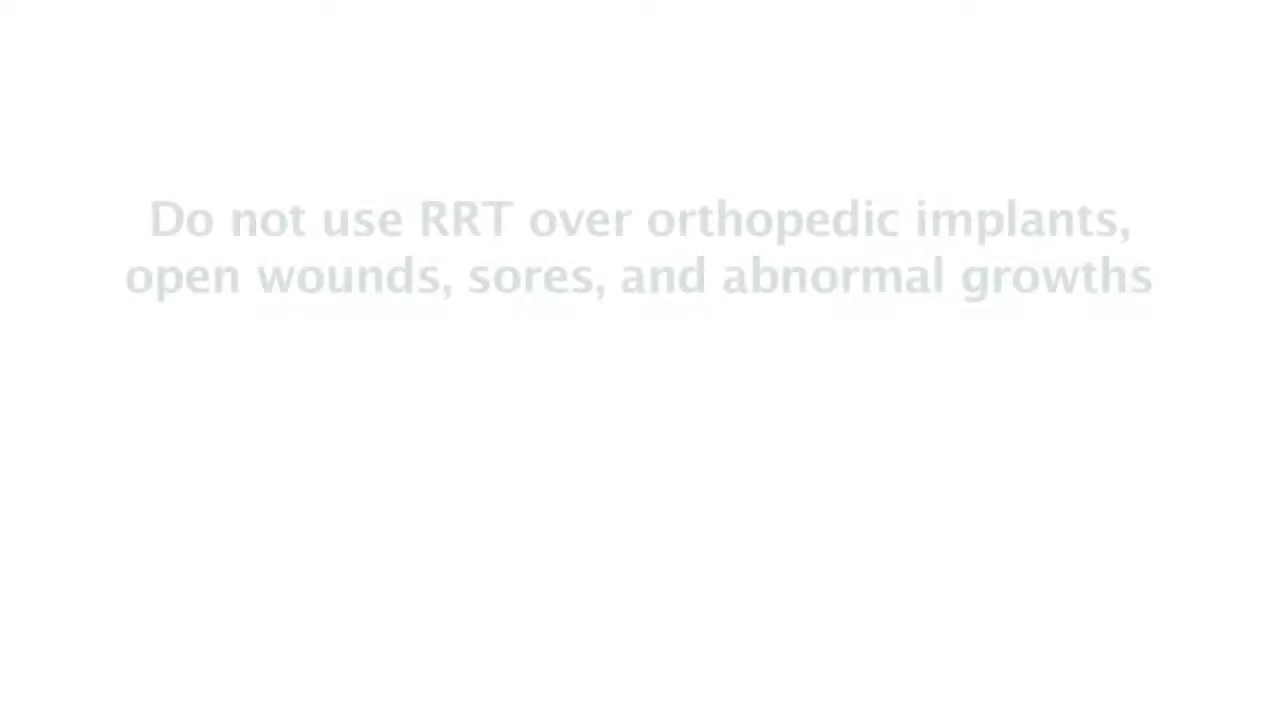 Do not use RRT over orthopedic implants,
open wounds, sores, and abnormal growths